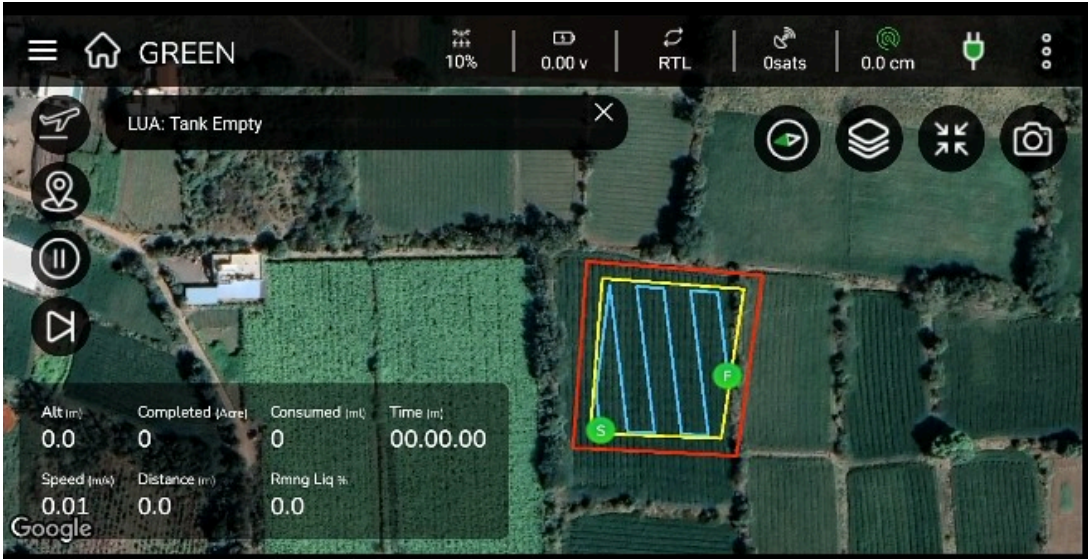 GREEN
10%
0.00 v
RTL
0sats
0.0 cm
LUA: Tank Empty
S
F
Alt (m) Completed (Acre) Consumed (ml) Time (m)
0.0 0 0 00.00.00
Speed (m/s) Distance (m) Rmng Liq %
0.01 0.0 0.0
Google